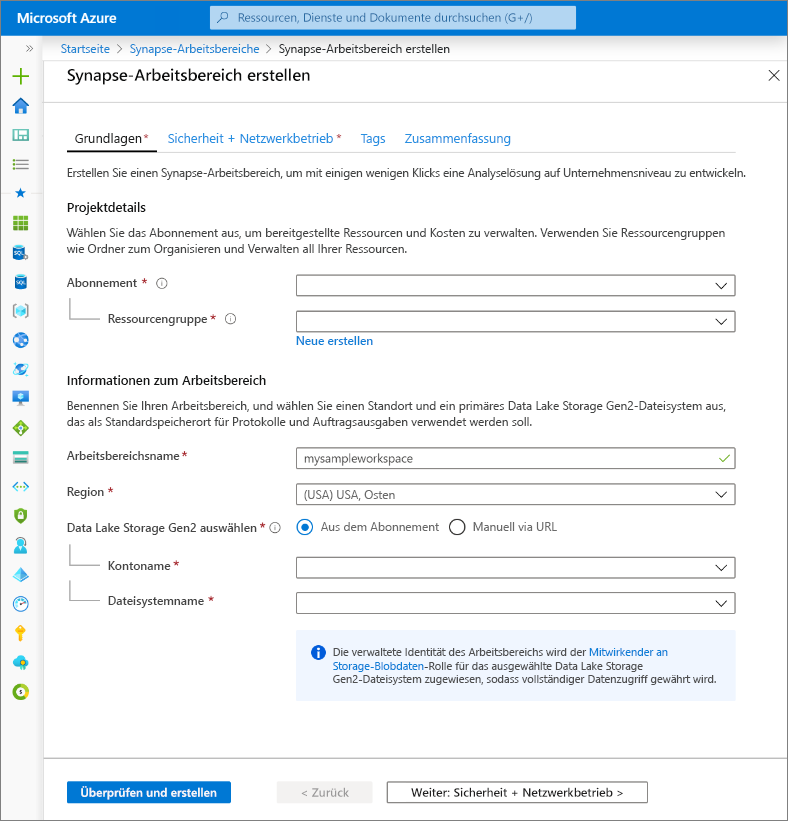 Microsoft Azure
Ressourcen, Dienste und Dokumente durchsuchen (G+/)
» Startseite > Synapse-Arbeitsbereiche > Synapse-Arbeitsbereich erstellen
Synapse-Arbeitsbereich erstellen
Grundlagen* Sicherheit + Netzwerkbetrieb * Tags Zusammenfassung
Erstellen Sie einen Synapse-Arbeitsbereich, um mit einigen wenigen Klicks eine Analyselösung auf Unternehmensniveau zu entwickeln.
Projektdetails
Wählen Sie das Abonnement aus, um bereitgestellte Ressourcen und Kosten zu verwalten. Verwenden Sie Ressourcengruppen
wie Ordner zum Organisieren und Verwalten all Ihrer Ressourcen.
Abonnement *
Ressourcengruppe *
Neue erstellen
Informationen zum Arbeitsbereich
Benennen Sie Ihren Arbeitsbereich, und wählen Sie einen Standort und ein primäres Data Lake Storage Gen2-Dateisystem aus,
das als Standardspeicherort für Protokolle und Auftragsausgaben verwendet werden soll.
Arbeitsbereichsname* mysampleworkspace
Region * (USA) USA, Osten
Data Lake Storage Gen2 auswählen * Aus dem Abonnement Manuell via URL
Kontoname *
Dateisystemname *
Die verwaltete Identität des Arbeitsbereichs wird der Mitwirkender an
Storage-Blobdaten-Rolle für das ausgewählte Data Lake Storage
Gen2-Dateisystem zugewiesen, sodass vollständiger Datenzugriff gewährt wird.
Überprüfen und erstellen < Zurück Weiter: Sicherheit + Netzwerkbetrieb >